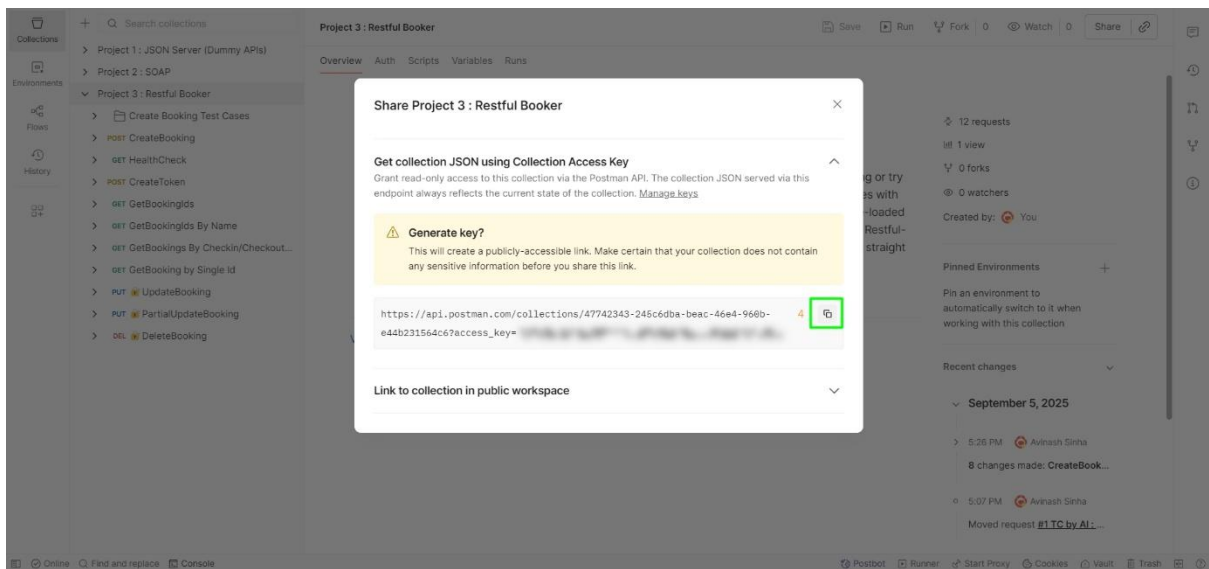 Collections
Environments
Flows
History
+ Search collections
Project 1 : JSON Server (Dummy APIs)
Project 2 : SOAP
Project 3 : Restful Booker
Create Booking Test Cases
POST CreateBooking
GET HealthCheck
POST CreateToken
GET GetBookingIds
GET GetBookingIds By Name
GET GetBookings By Checkin/Checkout...
GET GetBooking by Single Id
PUT UpdateBooking
PUT PartialUpdateBooking
DEL DeleteBooking
Project 3 : Restful Booker
Save Run Fork 0 Watch 0 Share
Overview Auth Scripts Variables Runs
Share Project 3 : Restful Booker
Get collection JSON using Collection Access Key
Grant read-only access to this collection via the Postman API. The collection JSON served via this
endpoint always reflects the current state of the collection. Manage keys
Generate key?
This will create a publicly-accessible link. Make certain that your collection does not contain
any sensitive information before you share this link.
https://api.postman.com/collections/47742343-245c6dba-beac-46e4-960b- 4
e44b231564c6?access_key=
Link to collection in public workspace
g or try
es with
-loaded
Restful-
straight
12 requests
1 view
0 forks
0 watchers
Created by: You
Pinned Environments +
Pin an environment to
automatically switch to it when
working with this collection
Recent changes
September 5, 2025
5:26 PM Avinash Sinha
8 changes made: CreateBook...
5:07 PM Avinash Sinha
Moved request #1 TC by AI : ...
Online Find and replace Console
Postbot Runner Start Proxy Cookies Vault Trash